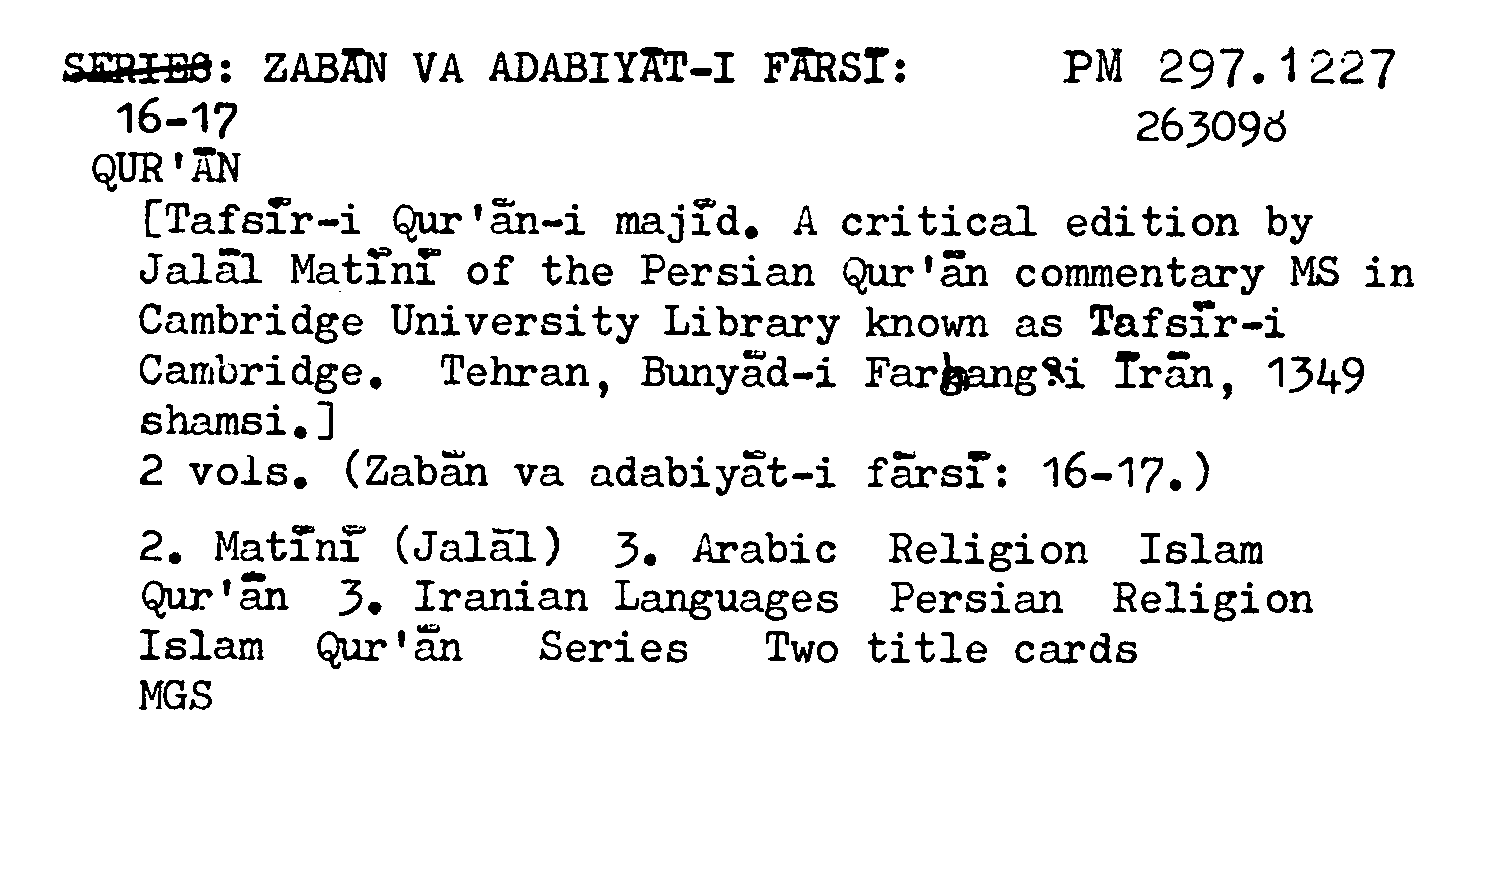 SERIES: ZABĀN VA ADABIYĀT-I FĀRSĪ: PM 297.1227
16-17 263098
QUR'ĀN
[Tafsīr-i Qur'ān-i majīd. A critical edition by
Jalāl Matīnī of the Persian Qur'ān commentary MS in
Cambridge University Library known as Tafsīr-i
Cambridge. Tehran, Bunyād-i Farhang-i Īrān, 1349
shamsi.]
2 vols. (Zabān va adabiyāt-i fārsī: 16-17.)
2. Matīnī (Jalāl) 3. Arabic Religion Islam
Qur'ān 3. Iranian Languages Persian Religion
Islam Qur'ān Series Two title cards
MGS